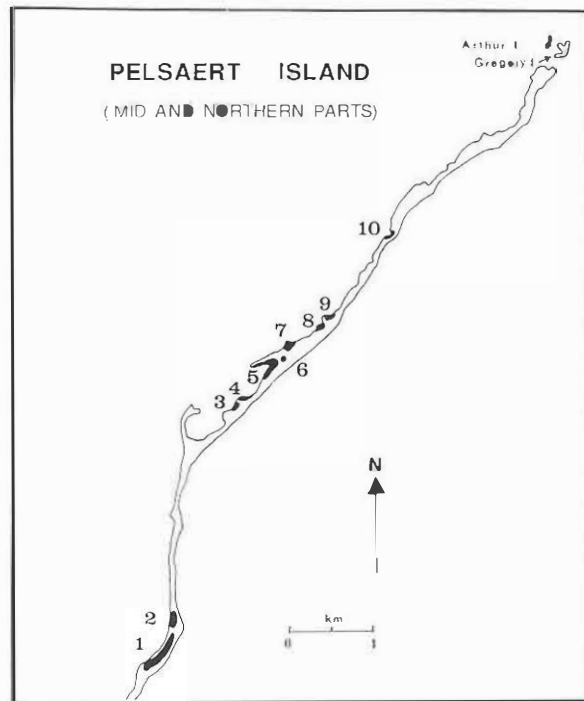 PELSAERT ISLAND
(MID AND NORTHERN PARTS)
Arthur I
Gregory I
10
9
8
7
6
5
4
3
N
km
0 1
2
1